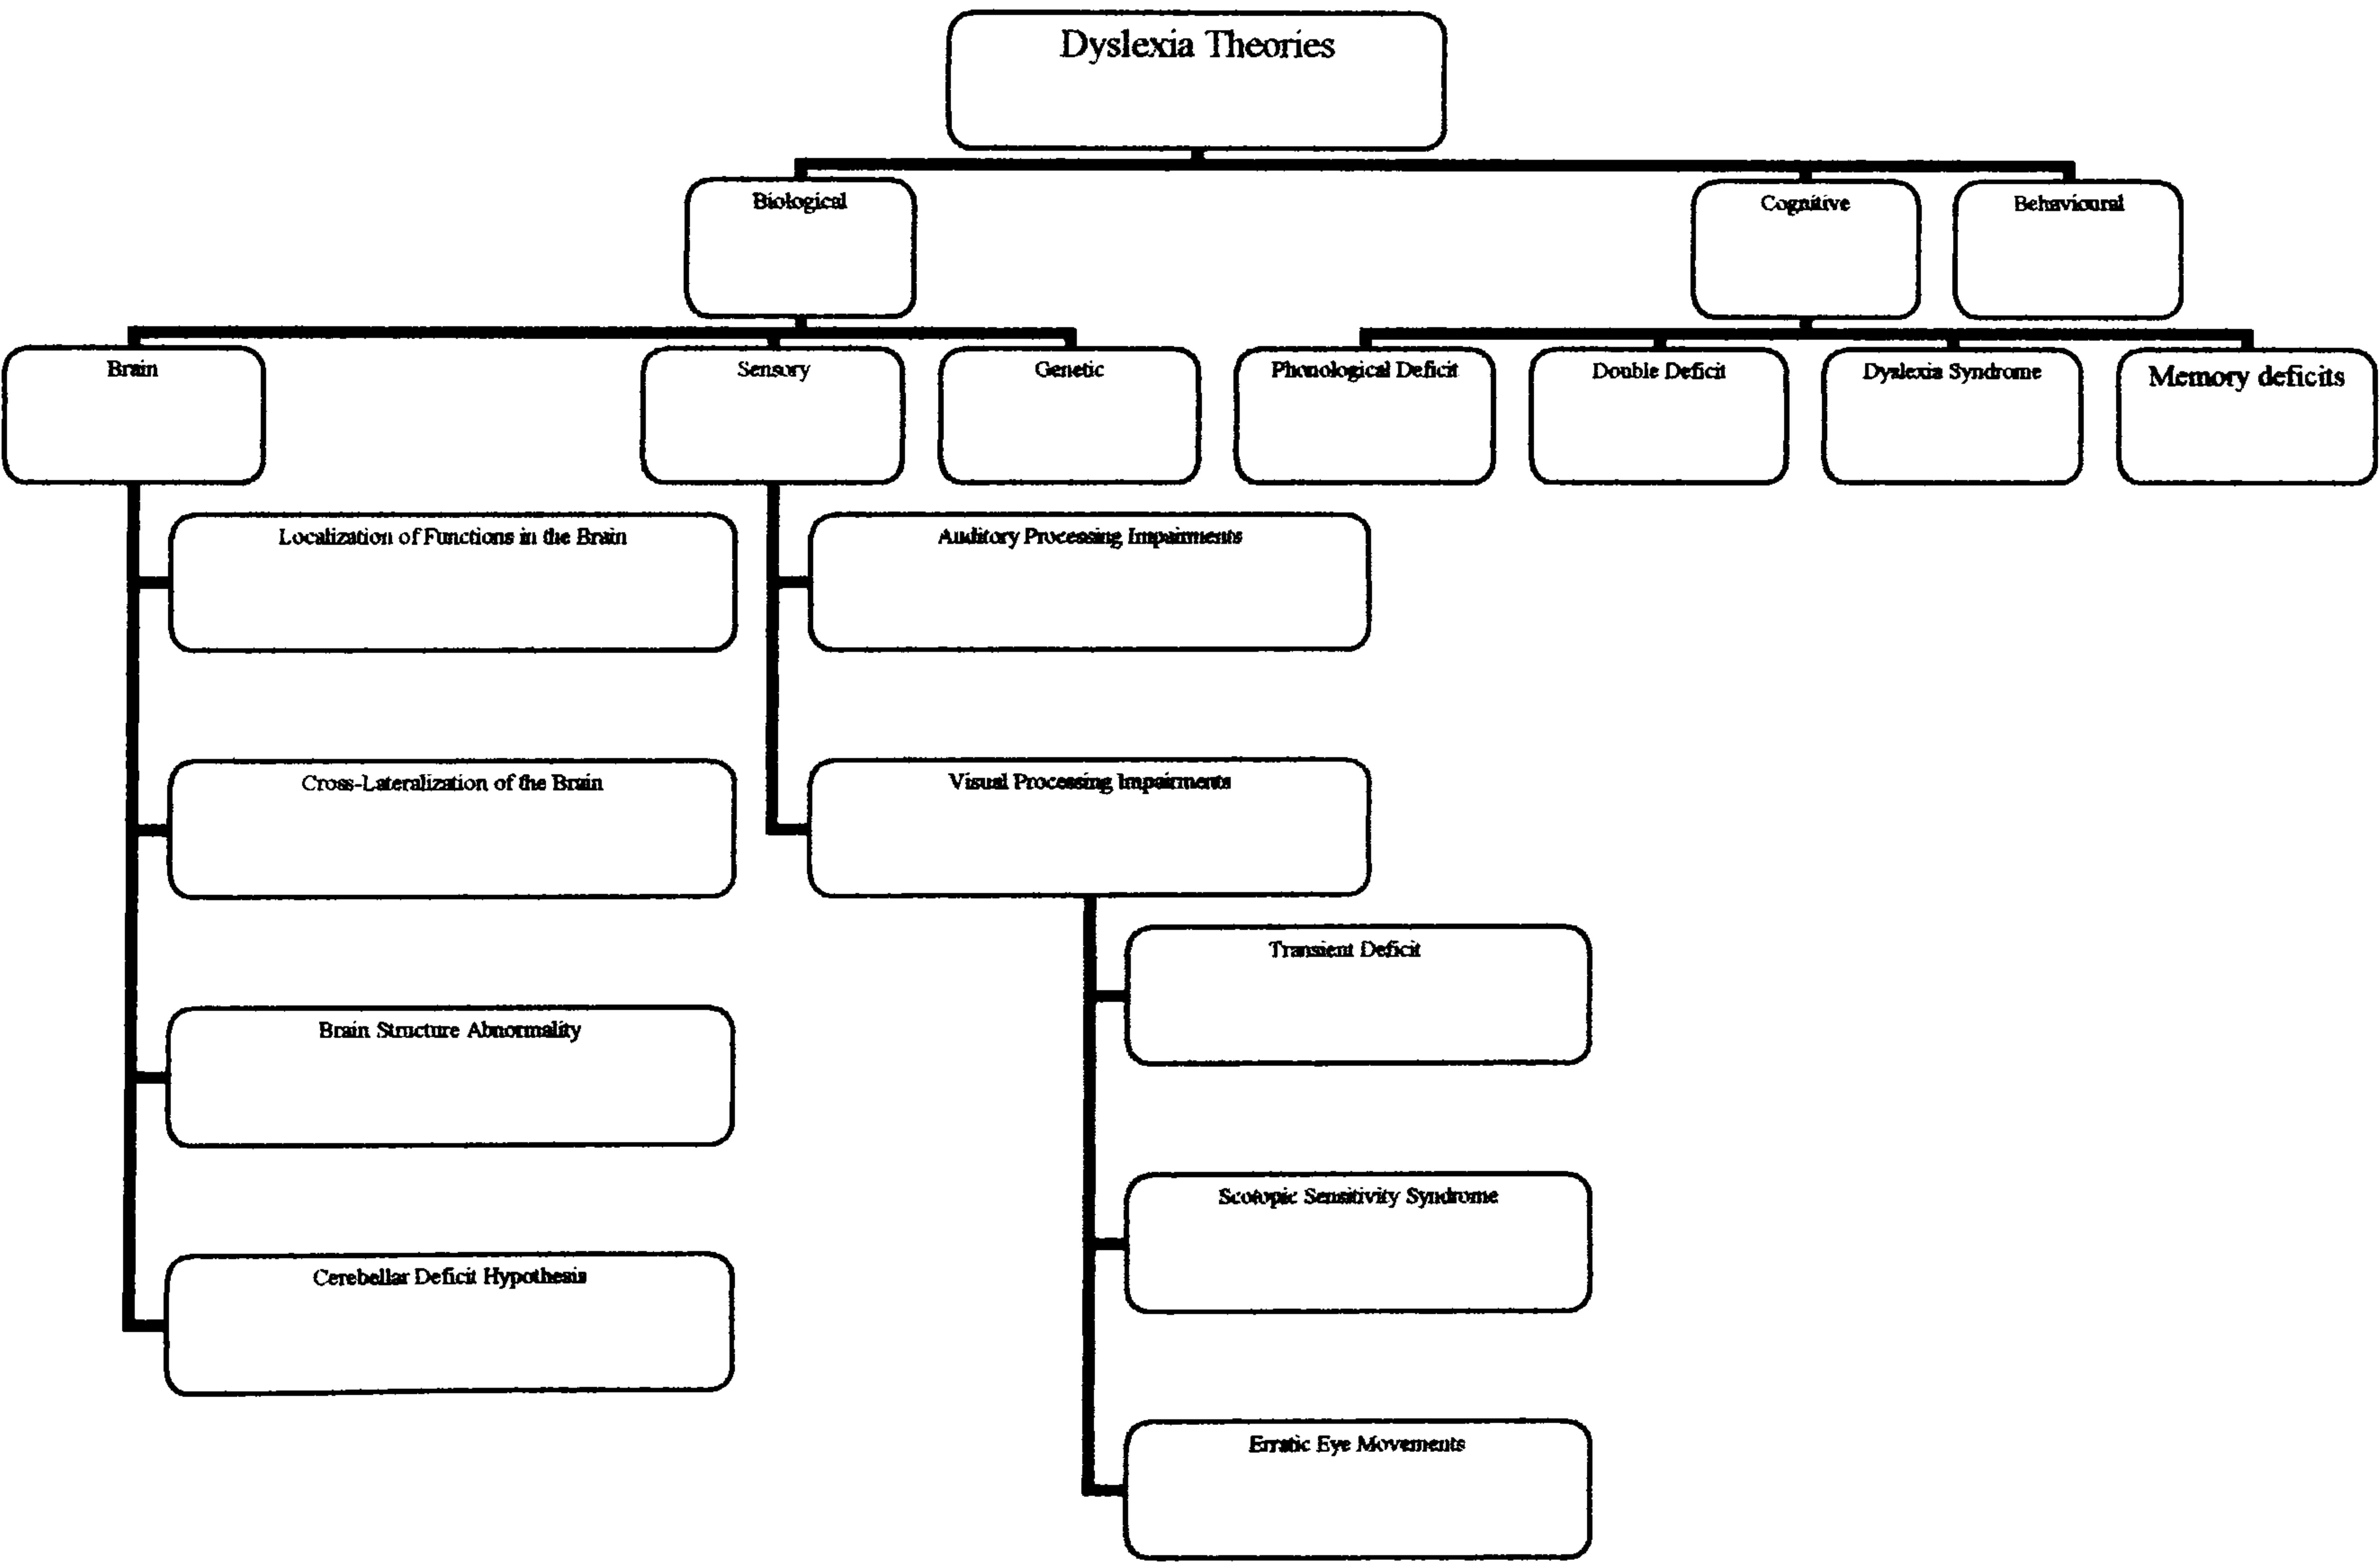 Dyslexia Theories
Biological
Cognitive
Behavioural
Brain
Sensory
Genetic
Phonological Deficit
Double Deficit
Dyslexia Syndrome
Memory deficits
Localization of Functions in the Brain
Auditory Processing Impairments
Cross-Lateralization of the Brain
Visual Processing Impairments
Transient Deficit
Brain Structure Abnormality
Scotopic Sensitivity Syndrome
Cerebellar Deficit Hypothesis
Erratic Eye Movements